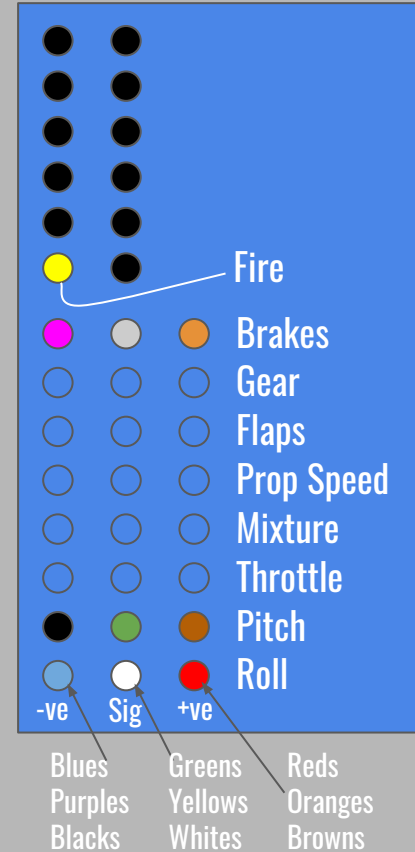 Fire
Brakes
Gear
Flaps
Prop Speed
Mixture
Throttle
Pitch
Roll
-ve Sig +ve
Blues Greens Reds
Purples Yellows Oranges
Blacks Whites Browns